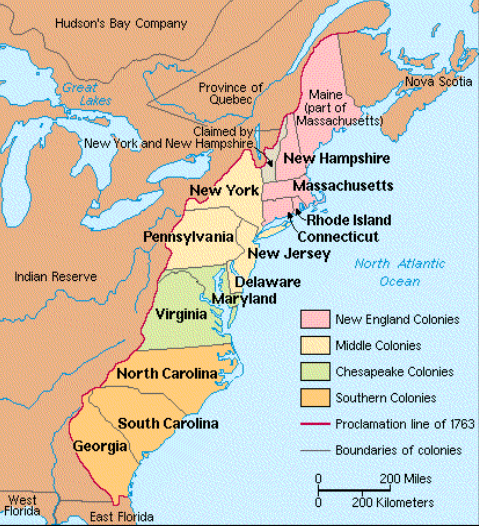 Hudson's Bay Company
Nova Scotia
Great
Lakes
Province of
Quebec
Maine
(part of
Massachusetts)
Claimed by
New York and New Hampshire
New Hampshire
New York
Massachusetts
Rhode Island
Connecticut
Pennsylvania
New Jersey
North Atlantic
Ocean
Indian Reserve
Delaware
Maryland
Virginia
New England Colonies
Middle Colonies
Chesapeake Colonies
Southern Colonies
Proclamation line of 1763
Boundaries of colonies
North Carolina
South Carolina
Georgia
0 200 Miles
0 200 Kilometers
West
Florida
East Florida